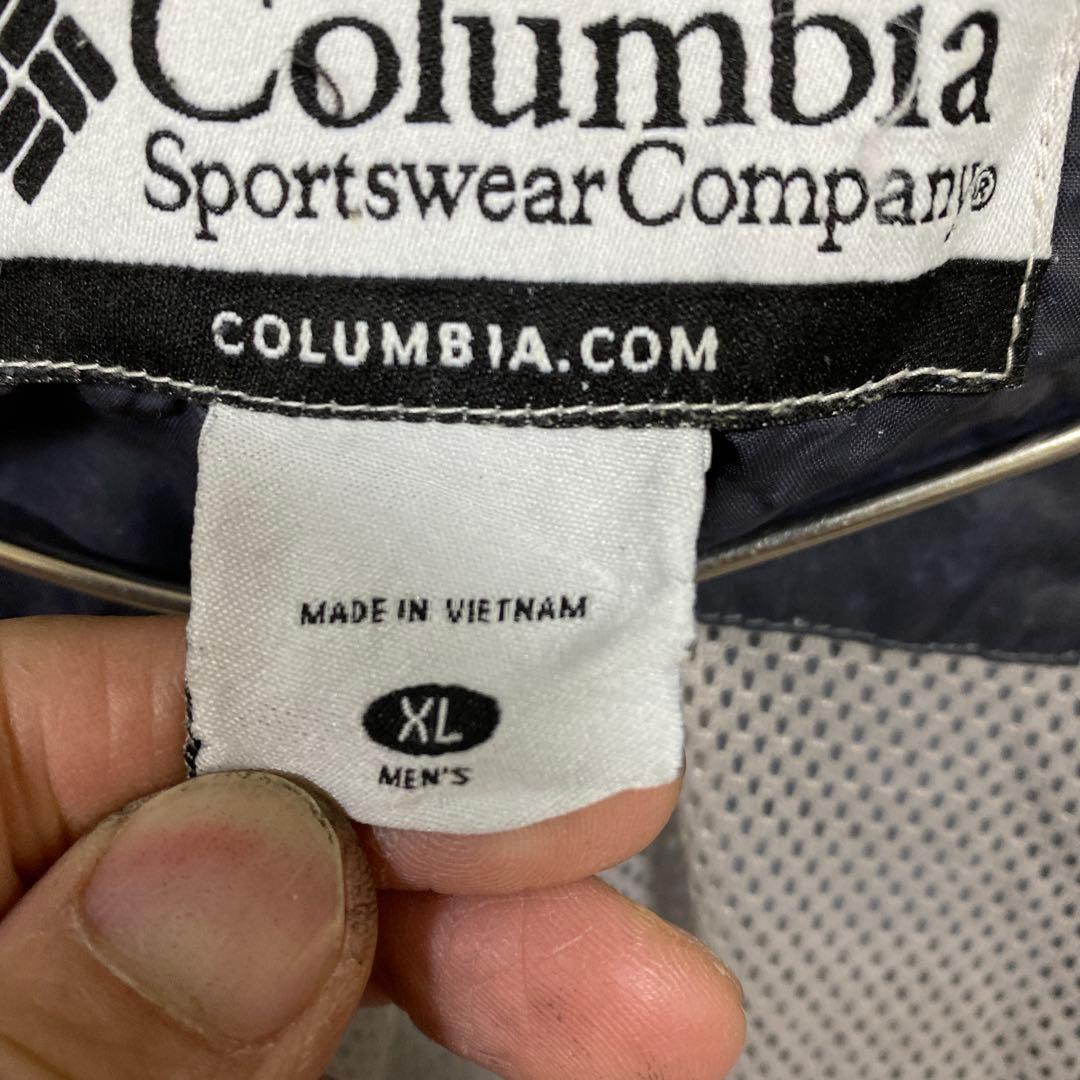 Columbia
Sportswear Company®
COLUMBIA.COM
MADE IN VIETNAM
XL
MEN'S